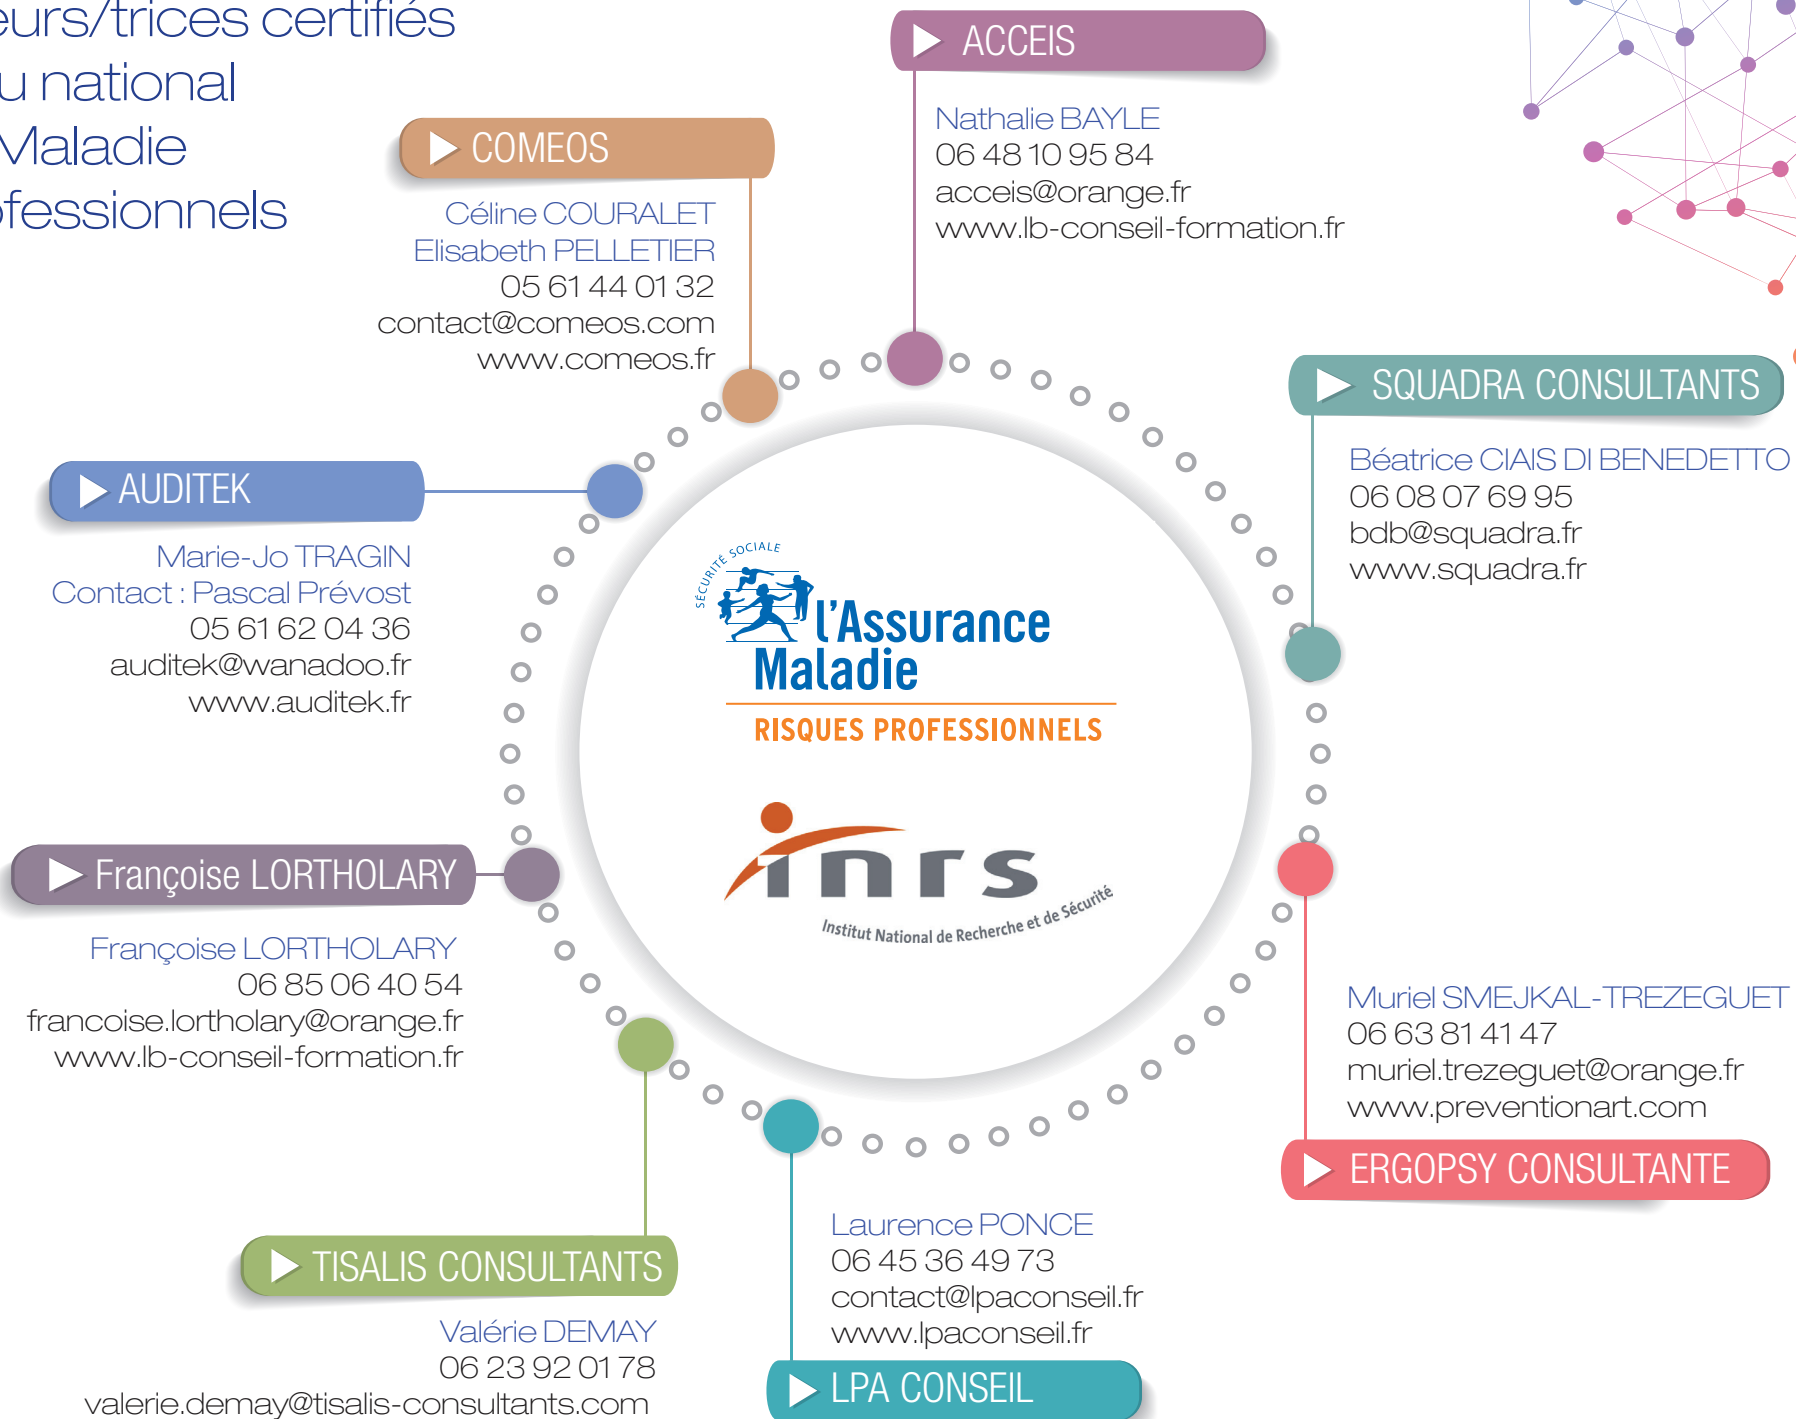 eurs/trices certifiés
u national
Maladie
ofessionnels
ACCEIS
Nathalie BAYLE
06 48 10 95 84
acceis@orange.fr
www.lb-conseil-formation.fr
COMEOS
Céline COURALET
Elisabeth PELLETIER
05 61 44 01 32
contact@comeos.com
www.comeos.fr
SQUADRA CONSULTANTS
Béatrice CIAIS DI BENEDETTO
06 08 07 69 95
bdb@squadra.fr
www.squadra.fr
AUDITEK
Marie-Jo TRAGIN
Contact : Pascal Prévost
05 61 62 04 36
auditek@wanadoo.fr
www.auditek.fr
SÉCURITÉ SOCIALE
l'Assurance
Maladie
RISQUES PROFESSIONNELS
inrs
Institut National de Recherche et de Sécurité
Françoise LORTHOLARY
Françoise LORTHOLARY
06 85 06 40 54
francoise.lortholary@orange.fr
www.lb-conseil-formation.fr
Muriel SMEJKAL-TREZEGUET
06 63 81 41 47
muriel.trezeguet@orange.fr
www.preventionart.com
ERGOPSY CONSULTANTE
TISALIS CONSULTANTS
Valérie DEMAY
06 23 92 01 78
valerie.demay@tisalis-consultants.com
Laurence PONCE
06 45 36 49 73
contact@lpaconseil.fr
www.lpaconseil.fr
LPA CONSEIL